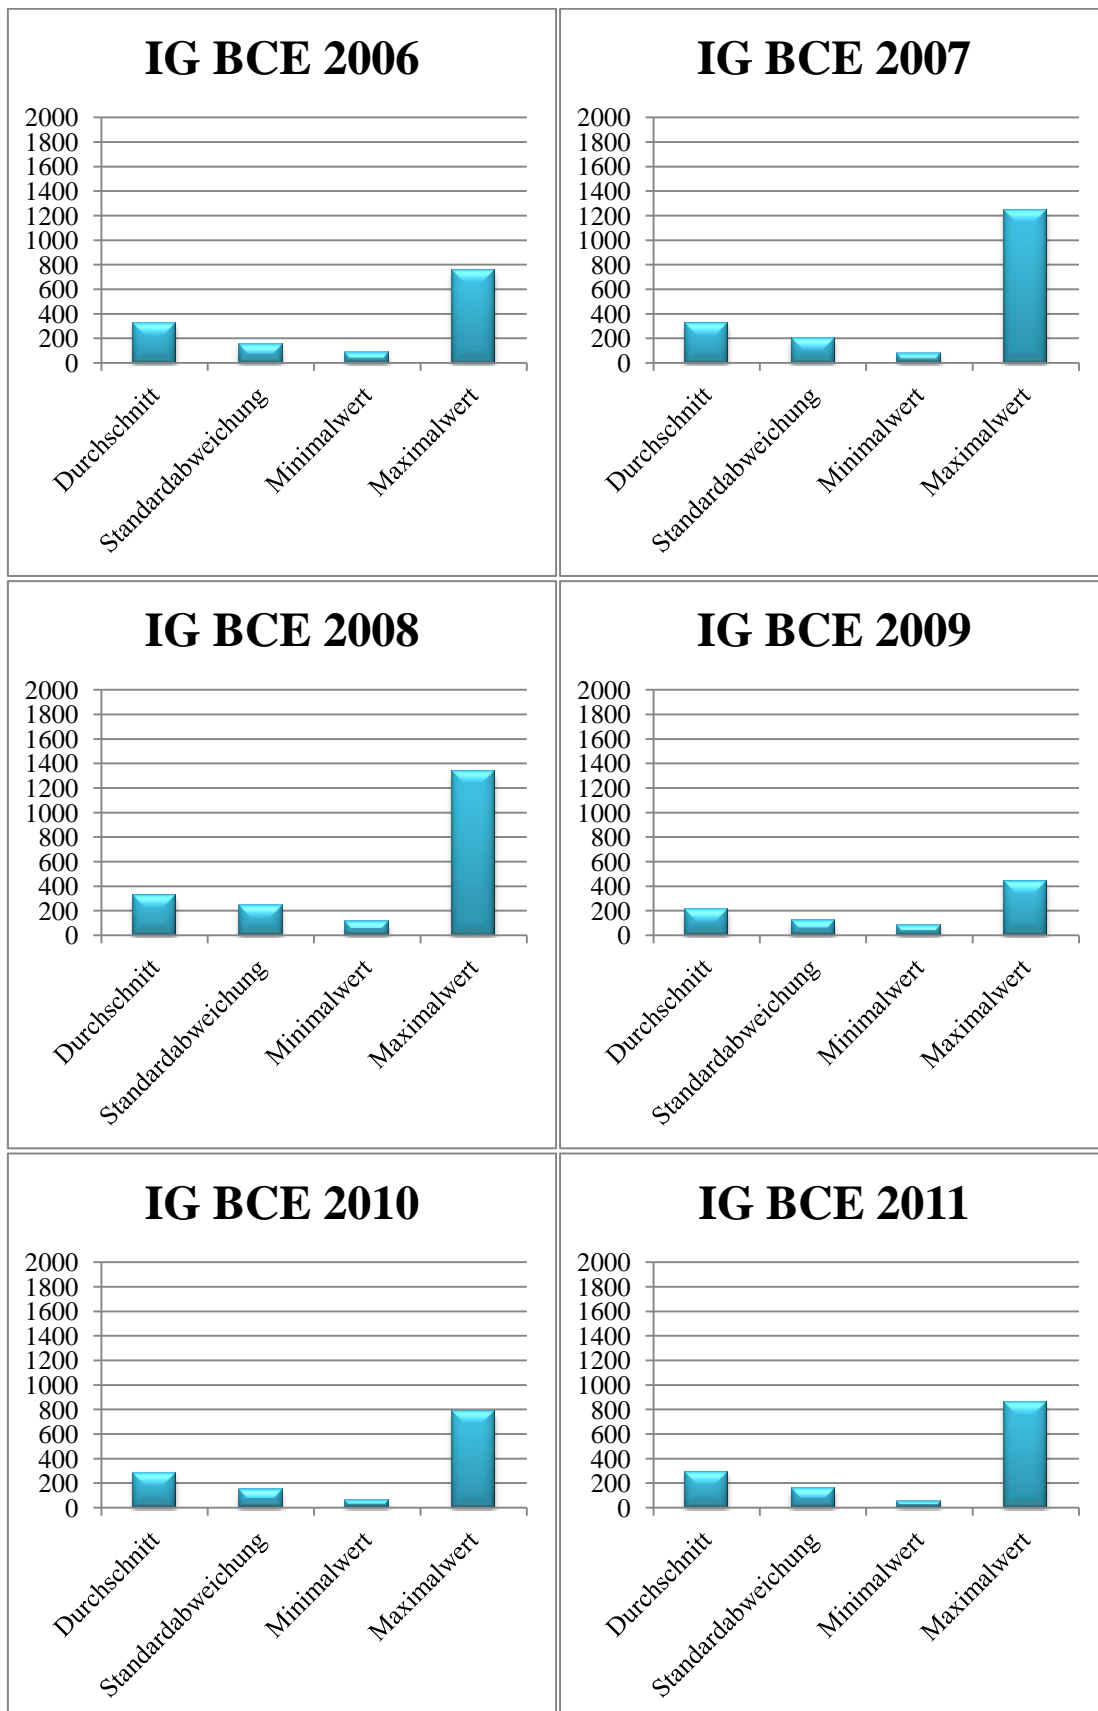 IG BCE 2006
2000
1800
1600
1400
1200
1000
800
600
400
200
0
Durchschnitt
Standardabweichung
Minimalwert
Maximalwert
IG BCE 2007
2000
1800
1600
1400
1200
1000
800
600
400
200
0
Durchschnitt
Standardabweichung
Minimalwert
Maximalwert
IG BCE 2008
2000
1800
1600
1400
1200
1000
800
600
400
200
0
Durchschnitt
Standardabweichung
Minimalwert
Maximalwert
IG BCE 2009
2000
1800
1600
1400
1200
1000
800
600
400
200
0
Durchschnitt
Standardabweichung
Minimalwert
Maximalwert
IG BCE 2010
2000
1800
1600
1400
1200
1000
800
600
400
200
0
Durchschnitt
Standardabweichung
Minimalwert
Maximalwert
IG BCE 2011
2000
1800
1600
1400
1200
1000
800
600
400
200
0
Durchschnitt
Standardabweichung
Minimalwert
Maximalwert